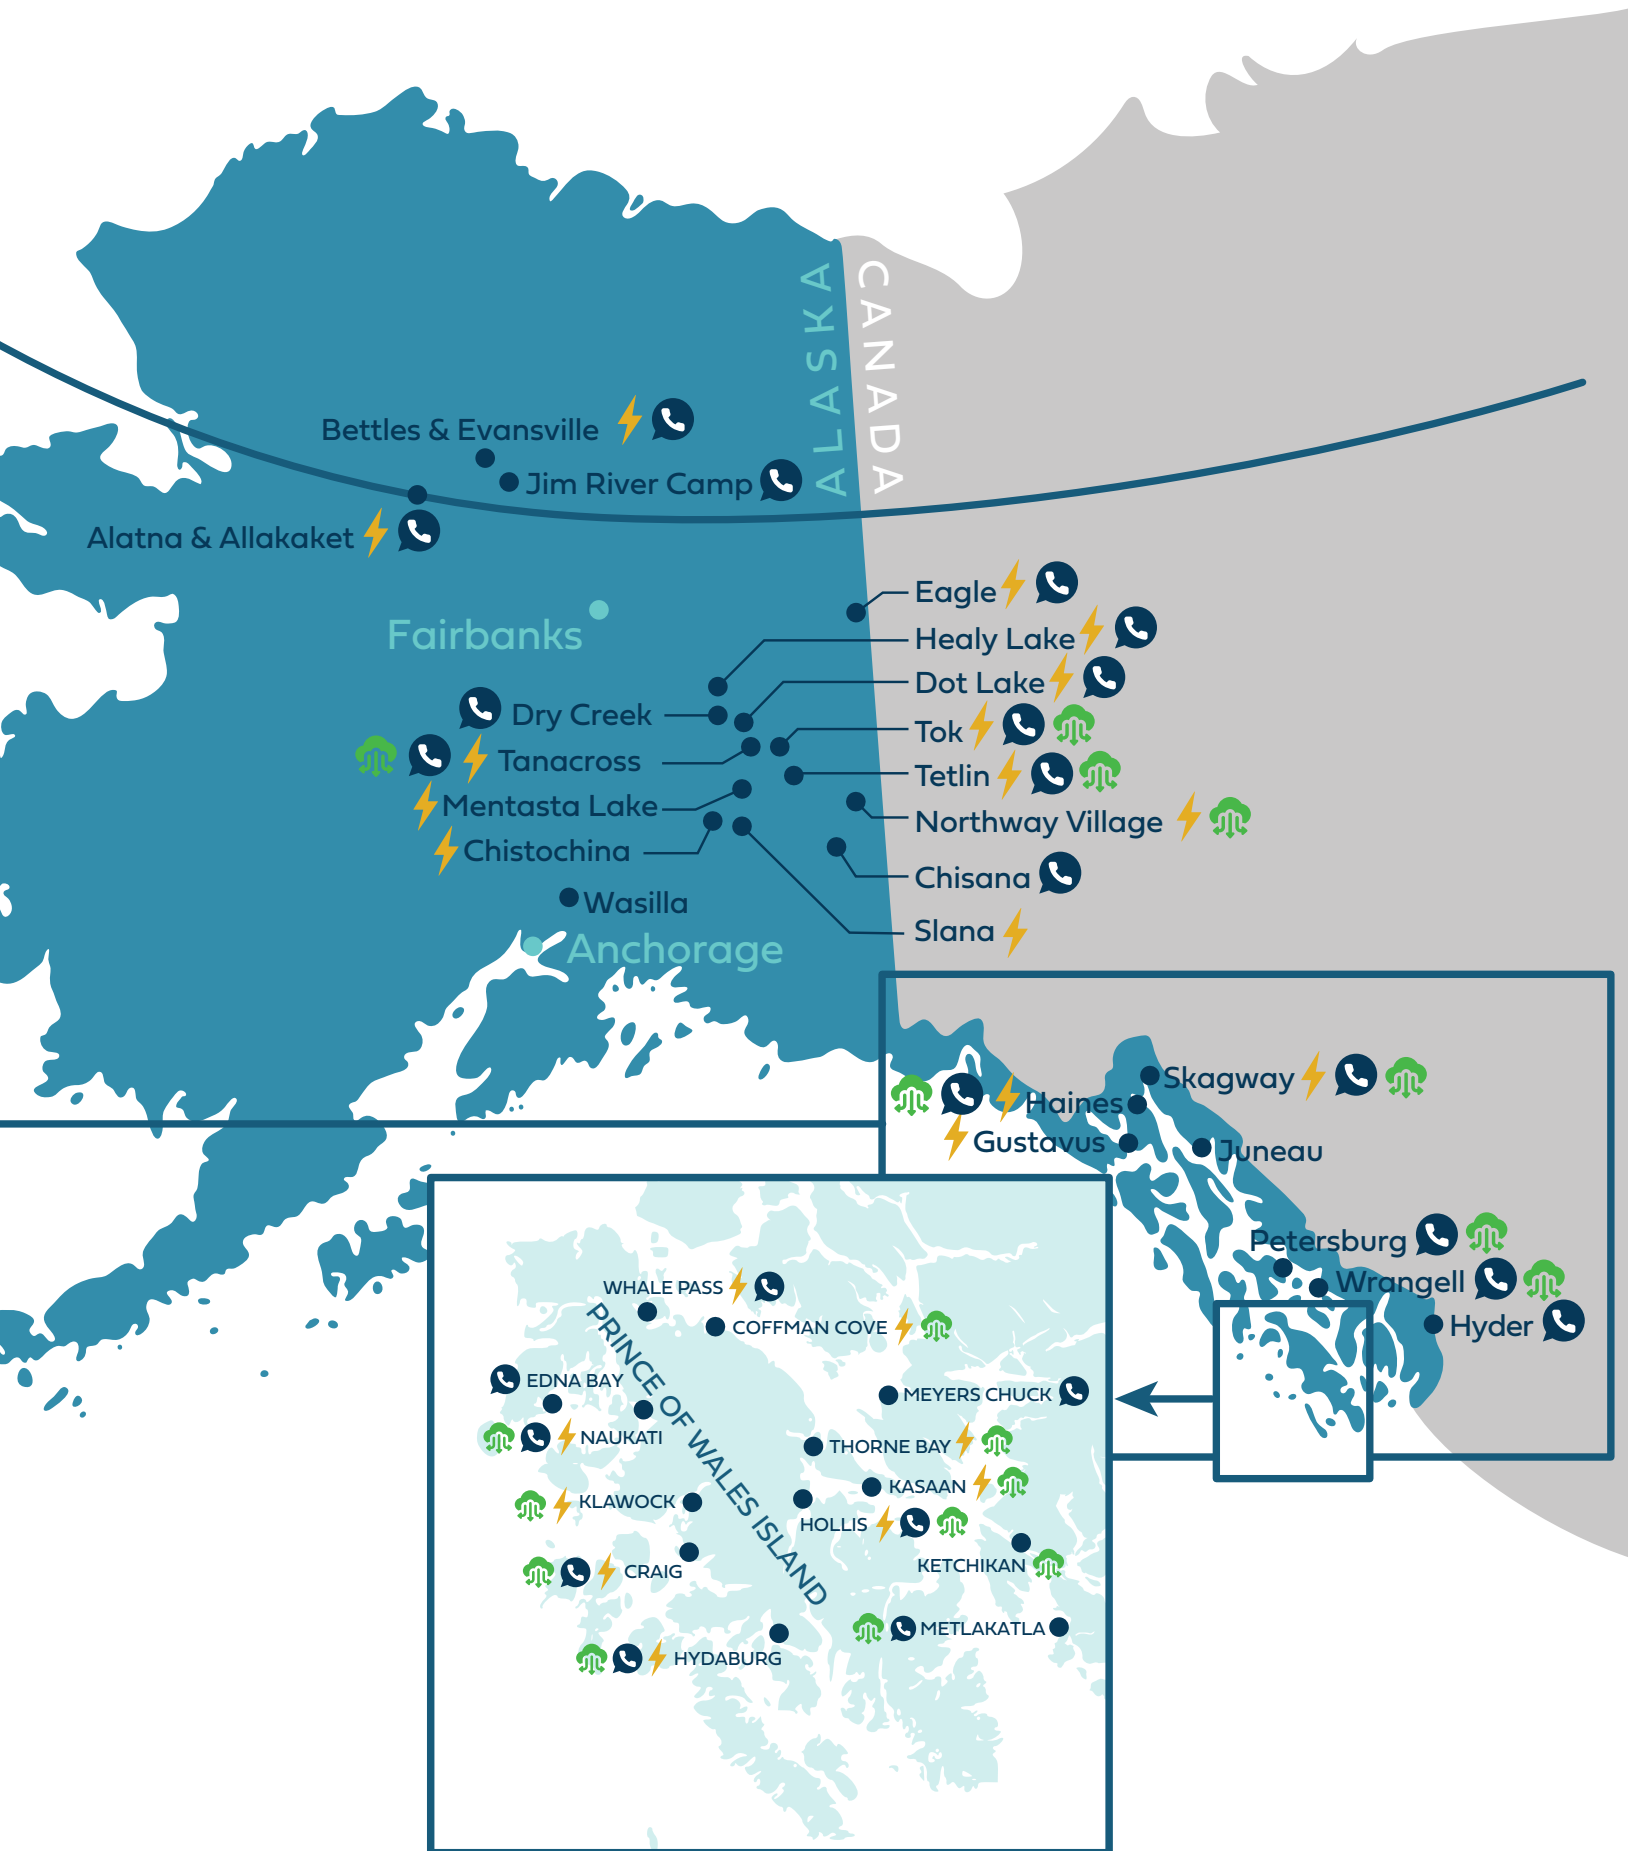 ALASKA
CANADA
Bettles & Evansville
Jim River Camp
Alatna & Allakaket
Fairbanks
Eagle
Healy Lake
Dot Lake
Dry Creek
Tok
Tanacross
Tetlin
Mentasta Lake
Northway Village
Chistochina
Chisana
Wasilla
Slana
Anchorage
Skagway
Haines
Gustavus
Juneau
Petersburg
Wrangell
Hyder
WHALE PASS
COFFMAN COVE
PRINCE OF WALES ISLAND
EDNA BAY
MEYERS CHUCK
NAUKATI
THORNE BAY
KASAAN
KLAWOCK
HOLLIS
KETCHIKAN
CRAIG
METLAKATLA
HYDABURG